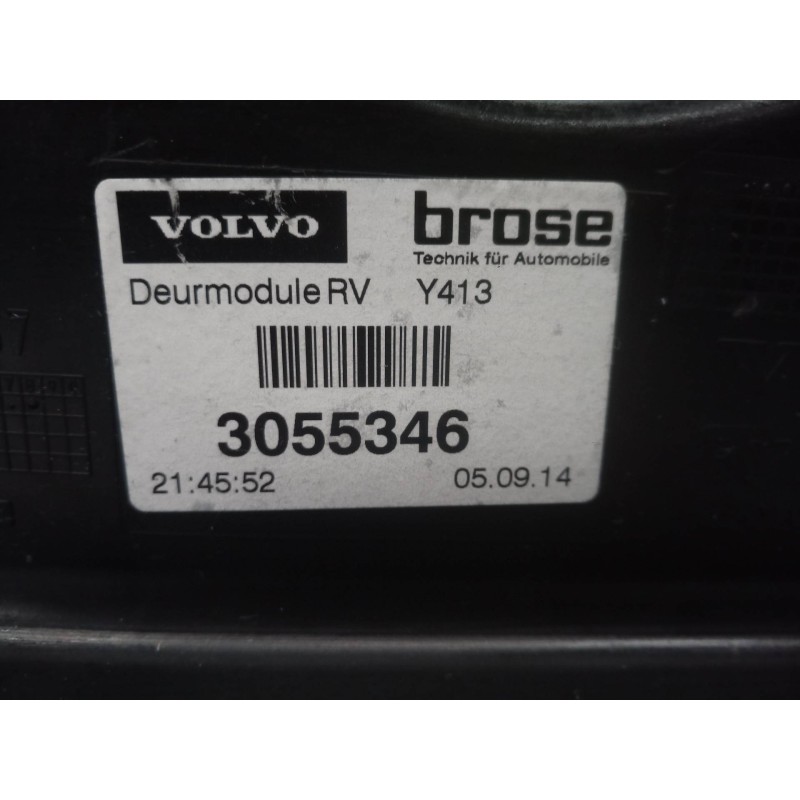 VOLVO
brose
Technik für Automobile
Deurmodule RV Y413
3055346
21:45:52 05.09.14